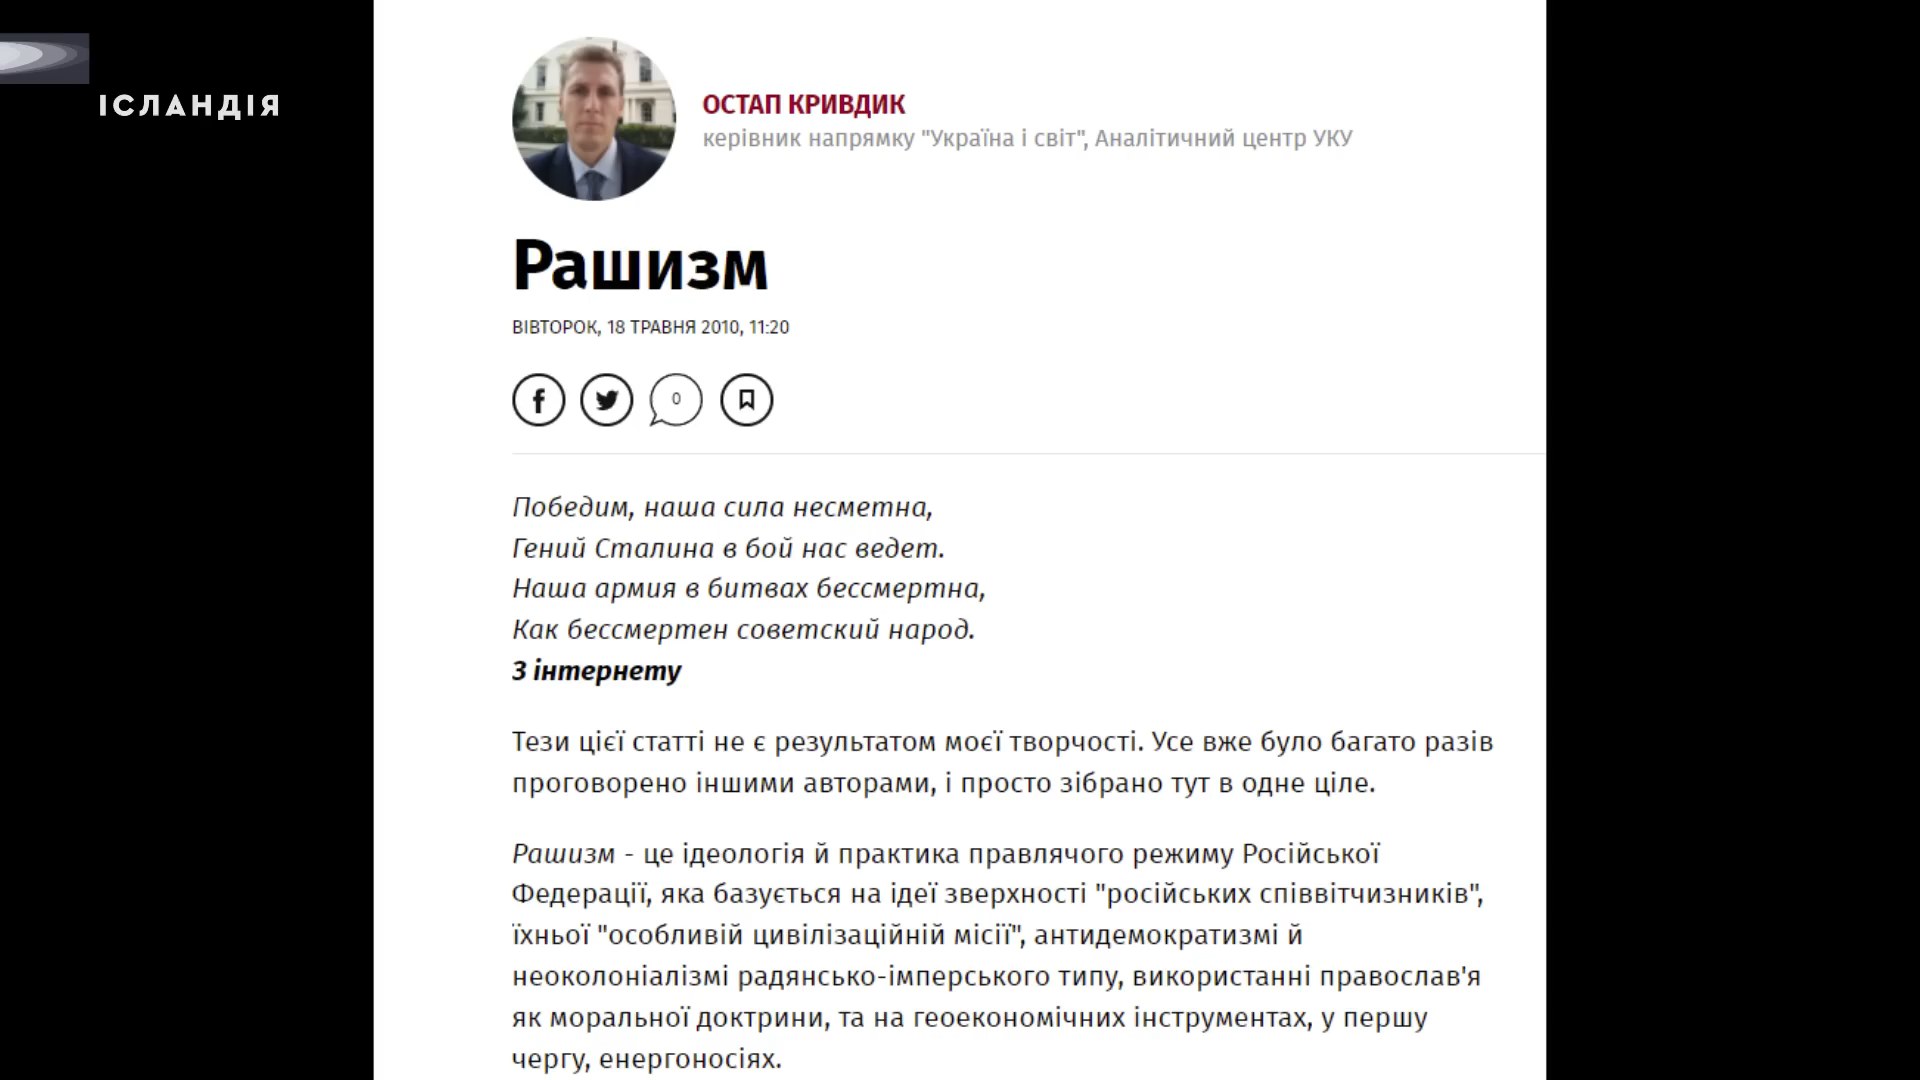 ІСЛАНДІЯ
ОСТАП КРИВДИК
керівник напрямку "Україна і світ", Аналітичний центр УКУ
Рашизм
ВІВТОРОК, 18 ТРАВНЯ 2010, 11:20
0
Победим, наша сила несметна,
Гений Сталина в бой нас ведет.
Наша армия в битвах бессмертна,
Как бессмертен советский народ.
З інтернету
Тези цієї статті не є результатом моєї творчості. Усе вже було багато разів
проговорено іншими авторами, і просто зібрано тут в одне ціле.
Рашизм - це ідеологія й практика правлячого режиму Російської
Федерації, яка базується на ідеї зверхності "російських співвітчизників",
їхньої "особливій цивілізаційній місії", антидемократизмі й
неоколоніалізмі радянсько-імперського типу, використанні православ'я
як моральної доктрини, та на геоекономічних інструментах, у першу
чергу, енергоносіях.